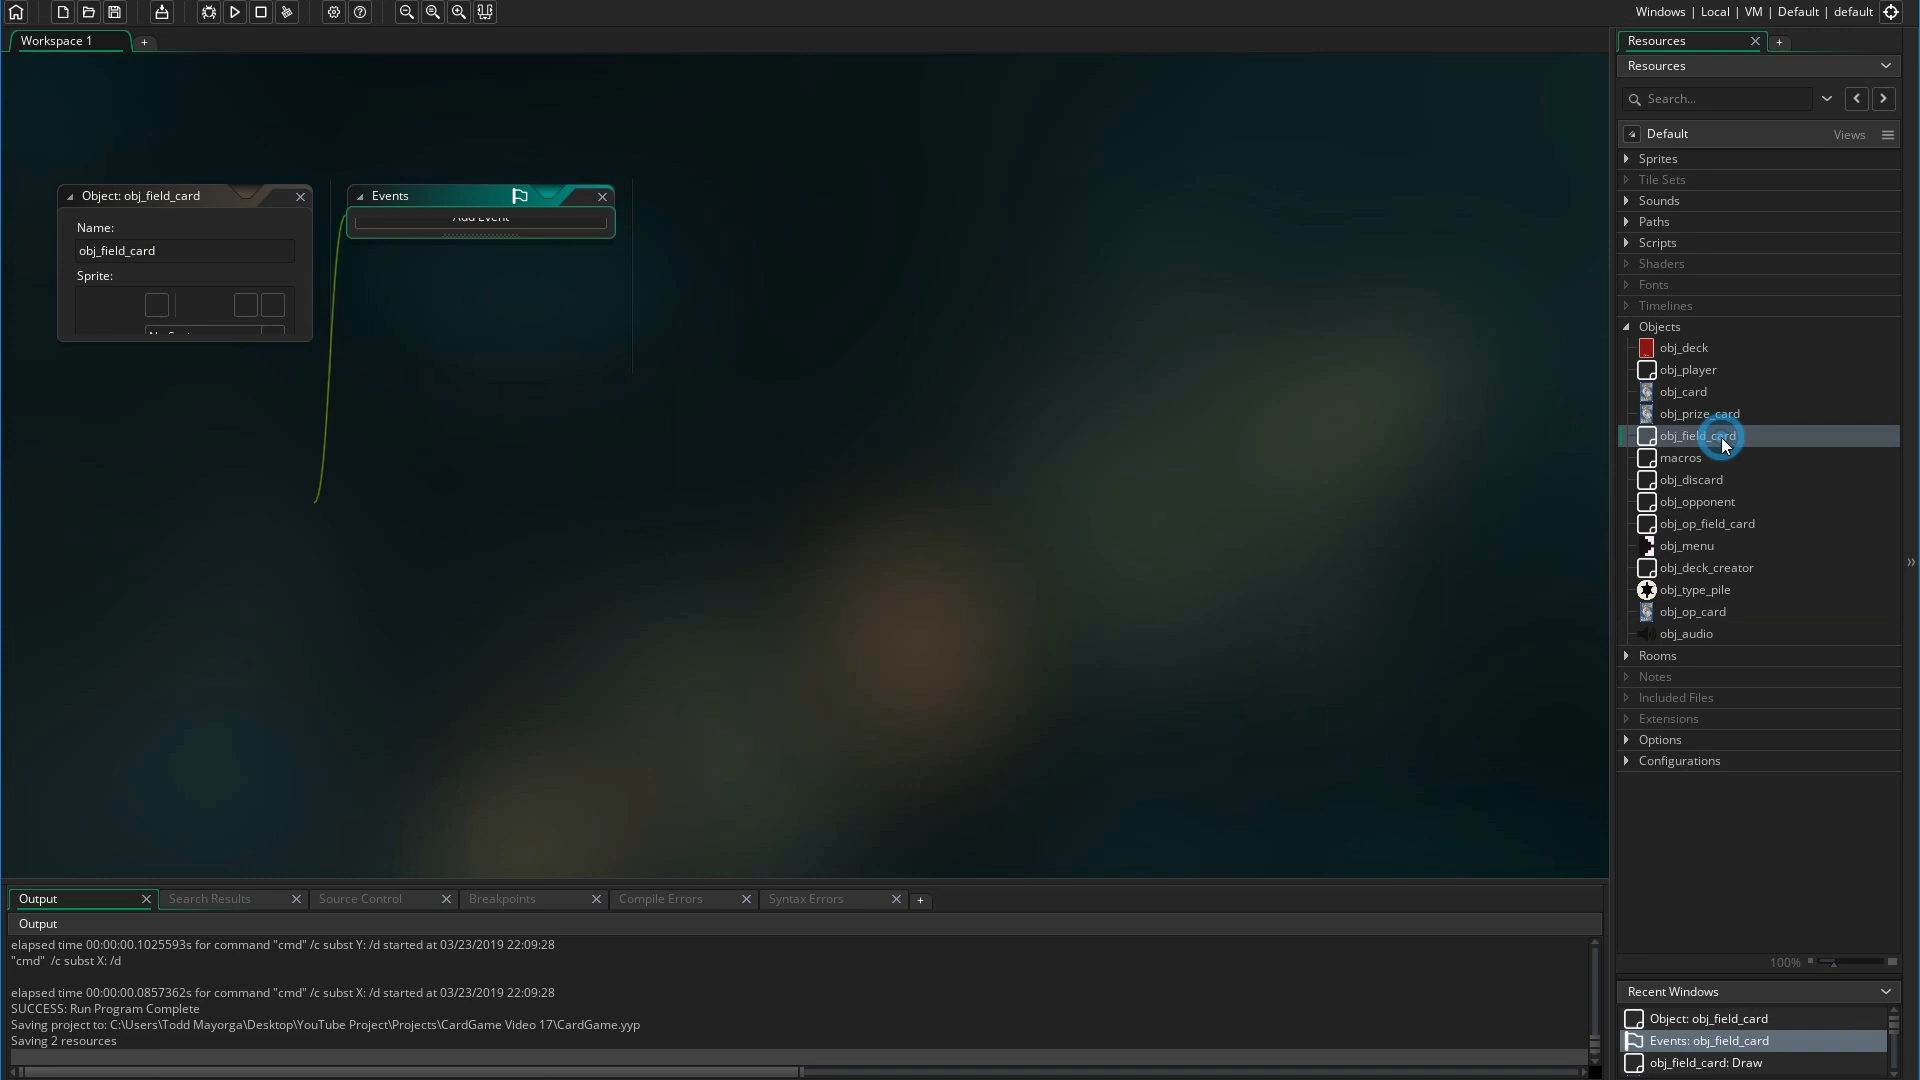 Windows | Local | VM | Default | default
Workspace 1
+
Resources
+
Resources
Search...
Default
Views
Sprites
Tile Sets
Sounds
Paths
Scripts
Shaders
Fonts
Timelines
Objects
obj_deck
obj_player
obj_card
obj_prize_card
obj_field_card
macros
obj_discard
obj_opponent
obj_op_field_card
obj_menu
obj_deck_creator
obj_type_pile
obj_op_card
obj_audio
Rooms
Notes
Included Files
Extensions
Options
Configurations
100%
Recent Windows
Object: obj_field_card
Events: obj_field_card
obj_field_card: Draw
Object: obj_field_card
Name:
obj_field_card
Sprite:
Events
Add Event
Output
Search Results
Source Control
Breakpoints
Compile Errors
Syntax Errors
+
Output
elapsed time 00:00:00.1025593s for command "cmd" /c subst Y: /d started at 03/23/2019 22:09:28
"cmd"  /c subst X: /d
elapsed time 00:00:00.0857362s for command "cmd" /c subst X: /d started at 03/23/2019 22:09:28
SUCCESS: Run Program Complete
Saving project to: C:\Users\Todd Mayorga\Desktop\YouTube Project\Projects\CardGame Video 17\CardGame.yyp
Saving 2 resources